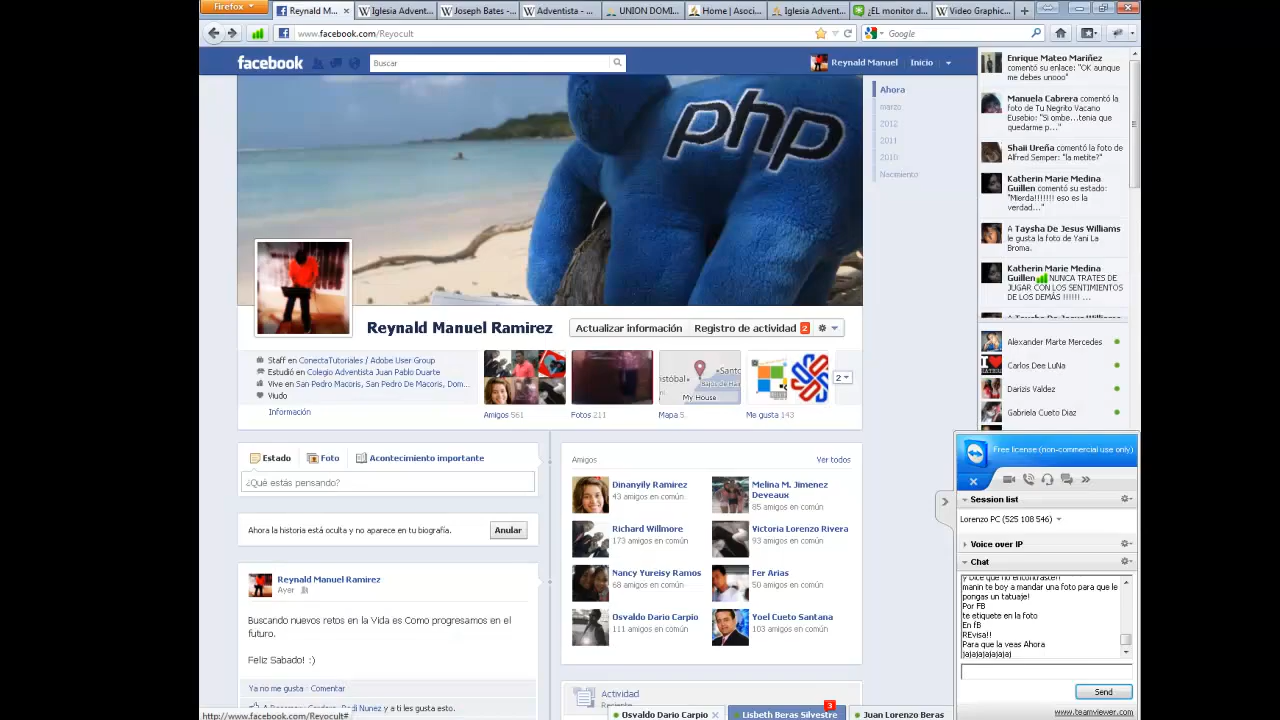 Firefox
Reynald M...
Iglesia Advent...
Joseph Bates -...
Adventista - ...
UNION DOMI...
Home | Asoci...
Iglesia Advent...
¿EL monitor d...
Video Graphic...
www.facebook.com/Reyocult
Google
facebook
Buscar
Reynald Manuel
Inicio
php
Ahora
marzo
2012
2011
2010
Nacimiento
Reynald Manuel Ramirez
Actualizar información
Registro de actividad 2
Staff en ConectaTutoriales / Adobe User Group
Estudió en Colegio Adventista Juan Pablo Duarte
Vive en San Pedro Macoris, San Pedro De Macoris, Dom...
Viudo
Información
Amigos 561
Fotos 211
My House
Mapa 5
Me gusta 143
2
Estado
Foto
Acontecimiento importante
¿Qué estás pensando?
Ahora la historia está oculta y no aparece en tu biografía.
Anular
Reynald Manuel Ramirez
Ayer
Buscando nuevos retos en la Vida es Como progresamos en el
futuro.
Feliz Sabado! :)
Ya no me gusta · Comentar
y a ti les gusta esto.
http://www.facebook.com/Reyocult#
Amigos
Ver todos
Dinanyily Ramirez
43 amigos en común
Melina M. Jimenez
Deveaux
85 amigos en común
Richard Willmore
173 amigos en común
Victoria Lorenzo Rivera
93 amigos en común
Nancy Yureisy Ramos
68 amigos en común
Fer Arias
50 amigos en común
Osvaldo Dario Carpio
111 amigos en común
Yoel Cueto Santana
103 amigos en común
Actividad
Reciente
Osvaldo Dario Carpio
Lisbeth Beras Silvestre
3
Juan Lorenzo Beras
Enrique Mateo Mariñez
comentó su enlace: "OK aunque
me debes unooo"
Manuela Cabrera comentó la
foto de Tu Negrito Vacano
Eusebio: "Si ombe...tenia que
quedarme p..."
Shaii Ureña comentó la foto de
Alfred Semper: "la metite?"
Katherin Marie Medina
Guillen comentó su estado:
"Mierda!!!!!!! eso es la
verdad..."
A Taysha De Jesus Williams
le gusta la foto de Yani La
Broma.
Katherin Marie Medina
Guillen NUNCA TRATES DE
JUGAR CON LOS SENTIMIENTOS
DE LOS DEMÁS !!!!!! ...
A Taysha De Jesus Williams
Alexander Marte Mercedes
Carlos Dee LuNa
Darizis Valdez
Gabriela Cueto Diaz
Free license (non-commercial use only)
Session list
Lorenzo PC (525 108 546)
Voice over IP
Chat
y Dice que no encontraste!!
manin te boy a mandar una foto para que le
pongas un tatuaje!
Por FB
te etiquete en la foto
En fB
REvisa!!
Para que la veas Ahora
jajajajajajaja)
Send
www.teamviewer.com